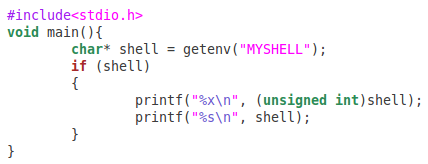 #include<stdio.h>
void main(){
        char* shell = getenv("MYSHELL");
        if (shell)
        {
                printf("%x\n", (unsigned int)shell);
                printf("%s\n", shell);
        }
}